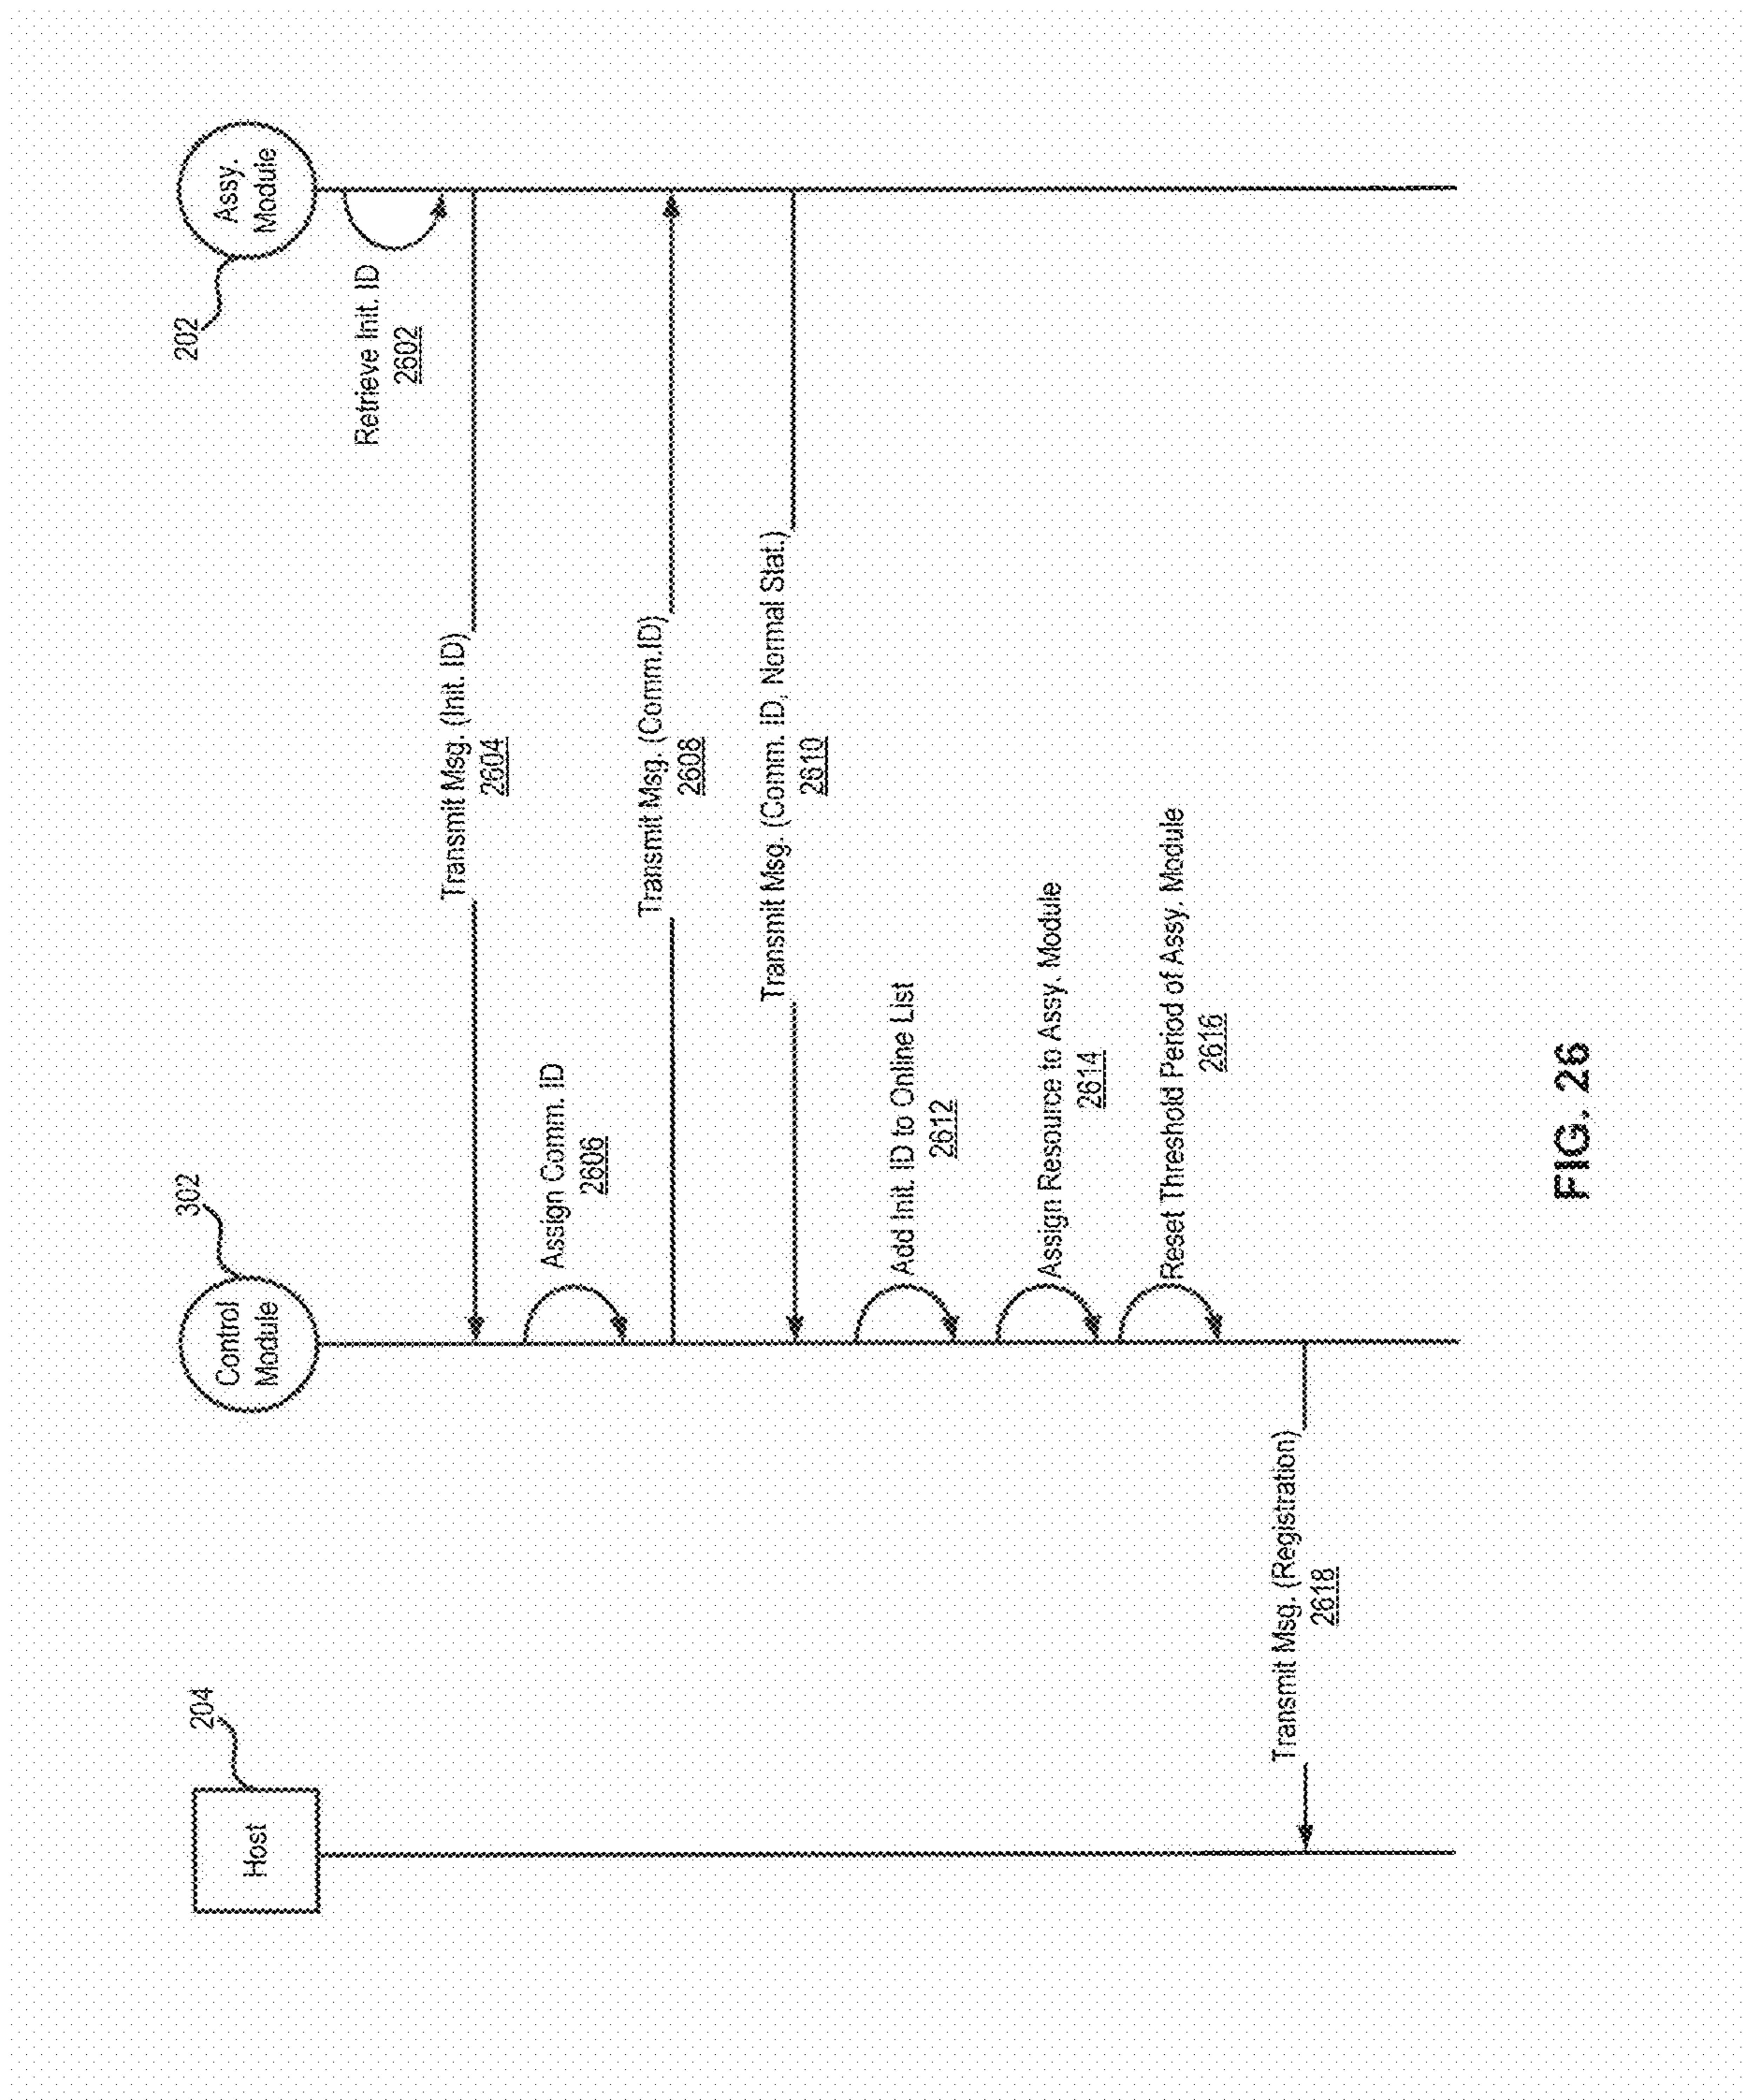 Host
204
Control
Module
302
Assy.
Module
202
Retrieve Init. ID
2602
Transmit Msg. (Init. ID)
2604
Assign Comm. ID
2606
Transmit Msg. (Comm.ID)
2608
Transmit Msg. (Comm. ID, Normal Stat.)
2610
Add Init. ID to Online List
2612
Assign Resource to Assy. Module
2614
Reset Threshold Period of Assy. Module
2616
Transmit Msg. (Registration)
2618
FIG. 26